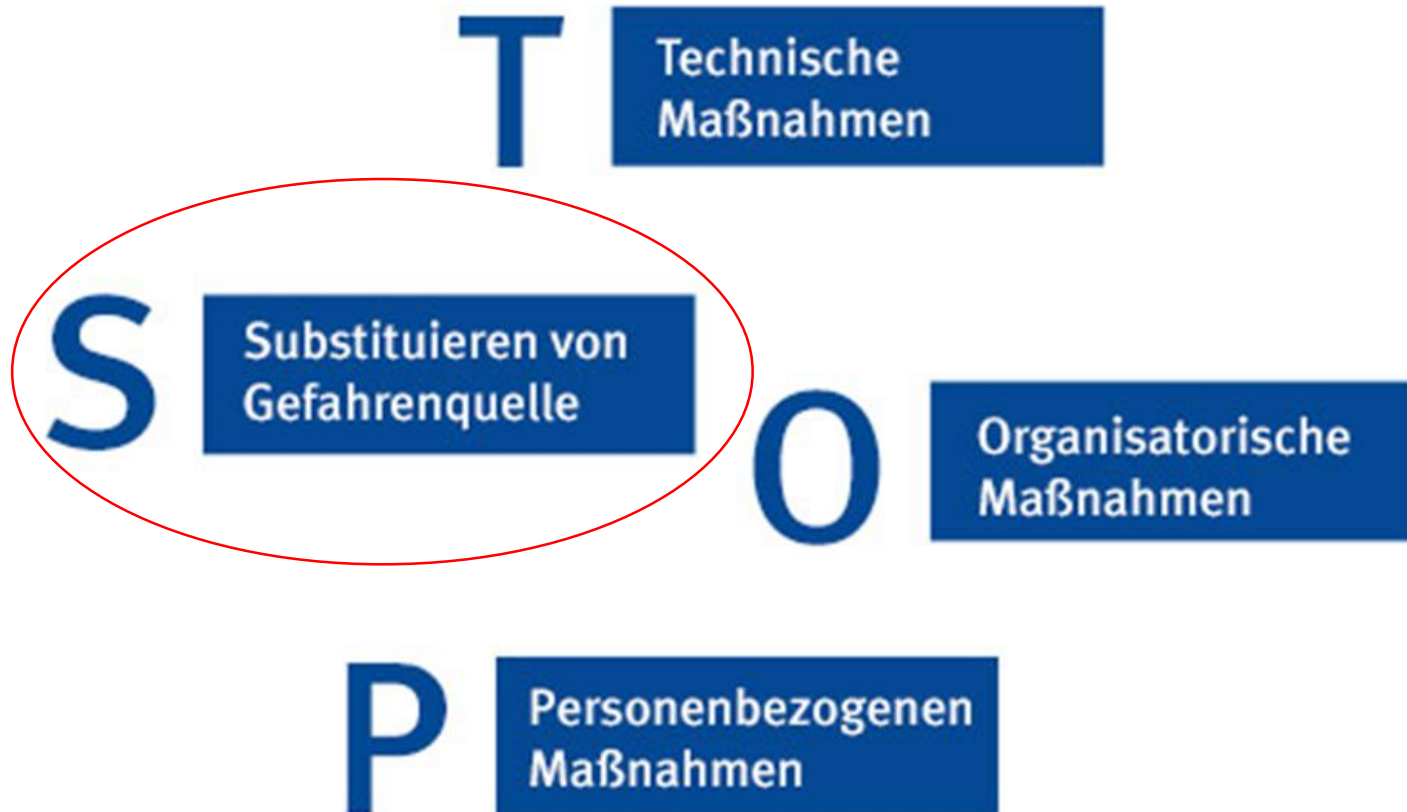 T
Technische
Maßnahmen
S
Substituieren von
Gefahrenquelle
O
Organisatorische
Maßnahmen
P
Personenbezogenen
Maßnahmen